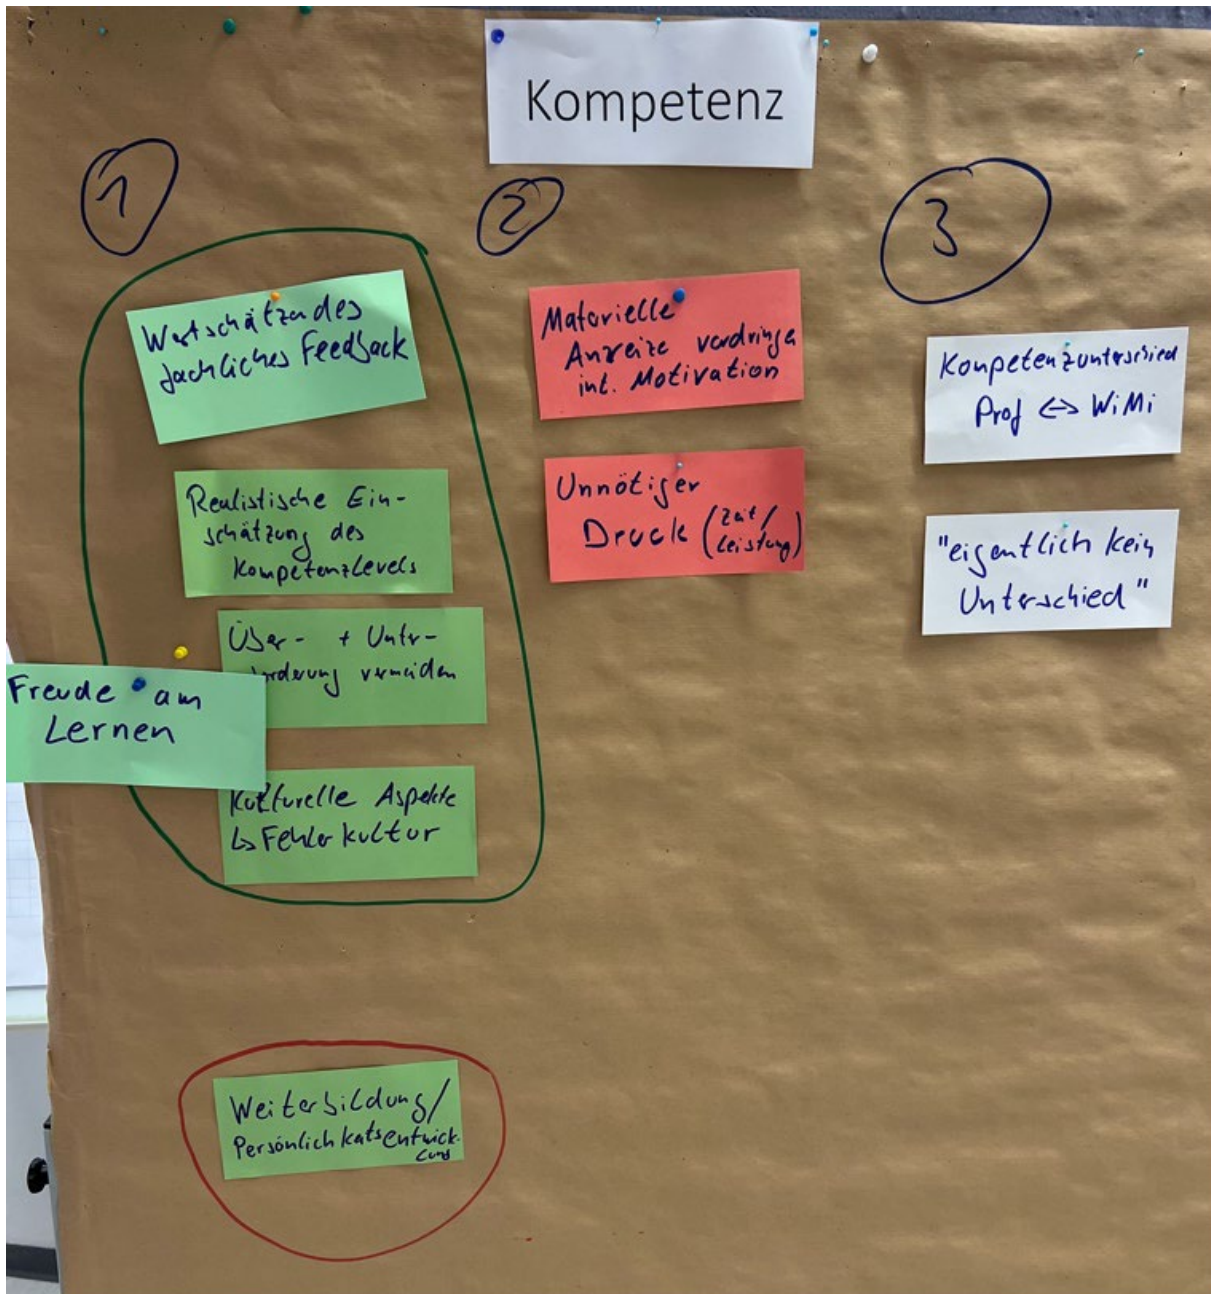 Kompetenz
1
2
3
Wertschätzendes
fachliches Feedback
Realistische Ein-
schätzung des
Kompetenzlevels
Über- + Unter-
forderung vermeiden
Freude am
Lernen
Kulturelle Aspekte
↳ Fehlerkultur
Weiterbildung/
Persönlichkeitsentwick-
lung
Materielle
Anreize verdrängen
int. Motivation
Unnötiger
Druck (Zeit/
Leistung)
Kompetenzunterschied
Prof <-> WiMi
"eigentlich kein
Unterschied"